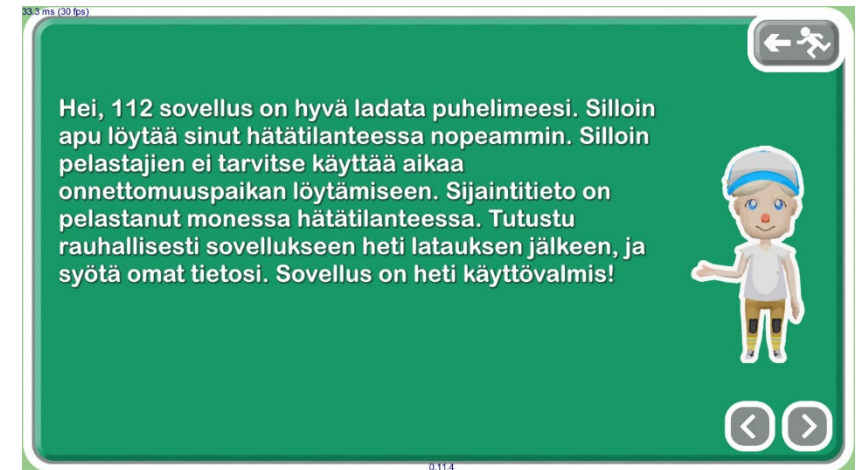 33.3 ms (30 fps)
Hei, 112 sovellus on hyvä ladata puhelimeesi. Silloin
apu löytää sinut hätätilanteessa nopeammin. Silloin
pelastajien ei tarvitse käyttää aikaa
onnettomuuspaikan löytämiseen. Sijaintitieto on
pelastanut monessa hätätilanteessa. Tutustu
rauhallisesti sovellukseen heti latauksen jälkeen, ja
syötä omat tietosi. Sovellus on heti käyttövalmis!
0.11.4